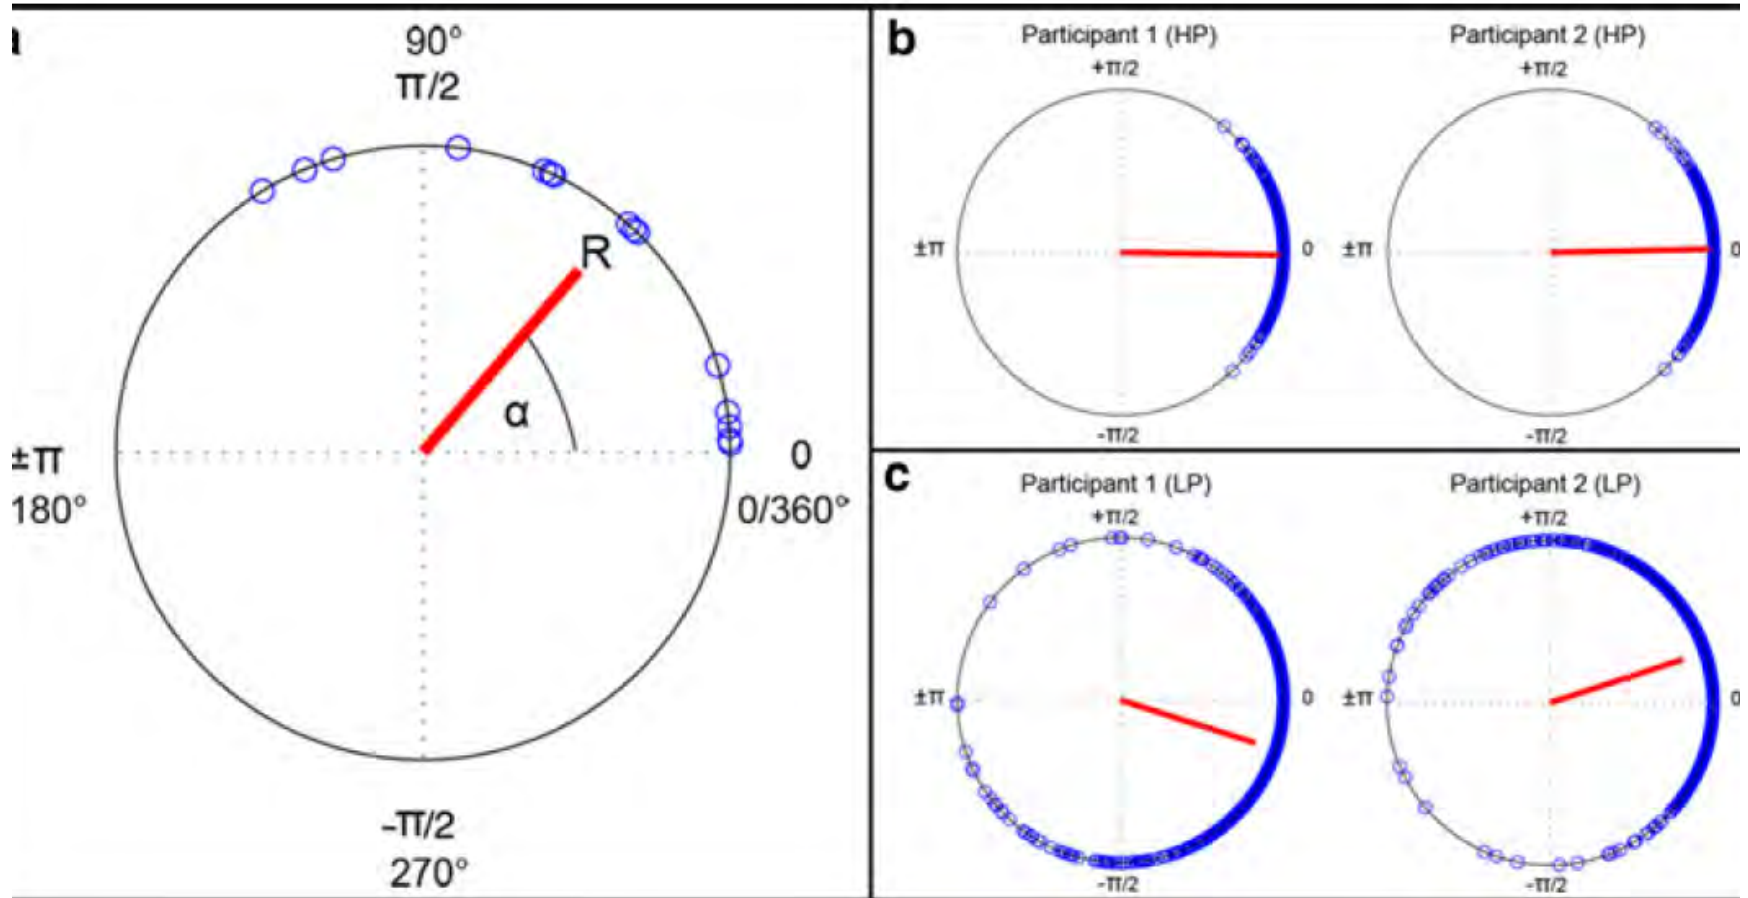 a
90°
π/2
R
α
±π
0
180°
0/360°
-π/2
270°
b
Participant 1 (HP)
+π/2
±π
0
-π/2
Participant 2 (HP)
+π/2
±π
0
-π/2
c
Participant 1 (LP)
+π/2
±π
0
-π/2
Participant 2 (LP)
+π/2
±π
0
-π/2